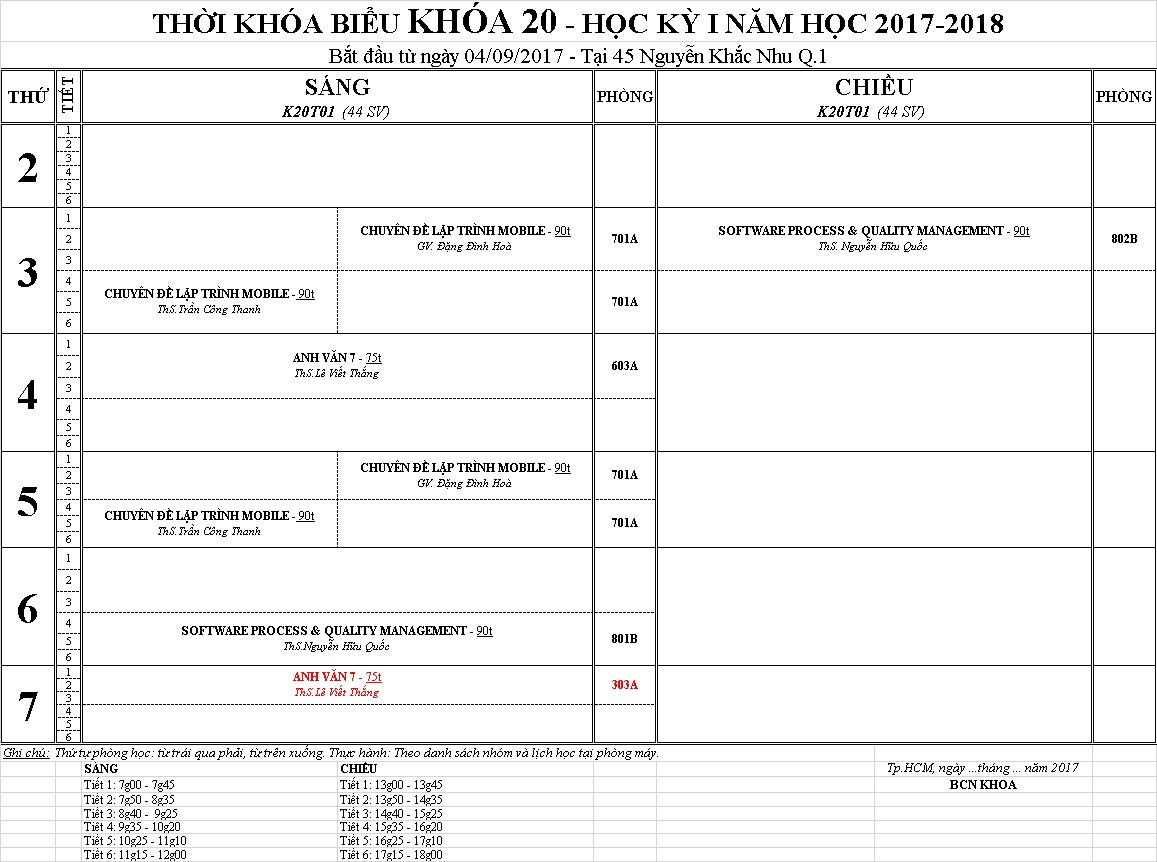 THỜI KHÓA BIỂU KHÓA 20 - HỌC KỲ I NĂM HỌC 2017-2018
Bắt đầu từ ngày 04/09/2017 - Tại 45 Nguyễn Khắc Nhu Q.1
THỨ
TIẾT
SÁNG
K20T01 (44 SV)
PHÒNG
CHIỀU
K20T01 (44 SV)
PHÒNG
2
1
2
3
4
5
6
3
1
2
3
4
5
6
CHUYÊN ĐỀ LẬP TRÌNH MOBILE - 90t
GV. Đặng Đình Hoà
701A
SOFTWARE PROCESS & QUALITY MANAGEMENT - 90t
ThS. Nguyễn Hữu Quốc
802B
CHUYÊN ĐỀ LẬP TRÌNH MOBILE - 90t
ThS.Trần Công Thanh
701A
4
1
2
3
4
5
6
ANH VĂN 7 - 75t
ThS.Lê Viết Thắng
603A
5
1
2
3
4
5
6
CHUYÊN ĐỀ LẬP TRÌNH MOBILE - 90t
GV. Đặng Đình Hoà
701A
CHUYÊN ĐỀ LẬP TRÌNH MOBILE - 90t
ThS.Trần Công Thanh
701A
6
1
2
3
4
5
6
SOFTWARE PROCESS & QUALITY MANAGEMENT - 90t
ThS.Nguyễn Hữu Quốc
801B
7
1
2
3
4
5
6
ANH VĂN 7 - 75t
ThS.Lê Viết Thắng
303A
Ghi chú: Thứ tự phòng học: từ trái qua phải, từ trên xuống. Thực hành: Theo danh sách nhóm và lịch học tại phòng máy.
SÁNG
Tiết 1: 7g00 - 7g45
Tiết 2: 7g50 - 8g35
Tiết 3: 8g40 - 9g25
Tiết 4: 9g35 - 10g20
Tiết 5: 10g25 - 11g10
Tiết 6: 11g15 - 12g00
CHIỀU
Tiết 1: 13g00 - 13g45
Tiết 2: 13g50 - 14g35
Tiết 3: 14g40 - 15g25
Tiết 4: 15g35 - 16g20
Tiết 5: 16g25 - 17g10
Tiết 6: 17g15 - 18g00
Tp.HCM, ngày ...tháng ... năm 2017
BCN KHOA